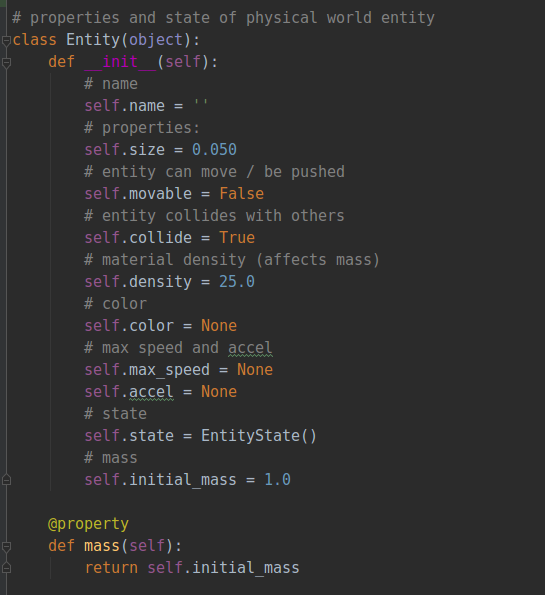 # properties and state of physical world entity
class Entity(object):
    def __init__(self):
        # name
        self.name = ''
        # properties:
        self.size = 0.050
        # entity can move / be pushed
        self.movable = False
        # entity collides with others
        self.collide = True
        # material density (affects mass)
        self.density = 25.0
        # color
        self.color = None
        # max speed and accel
        self.max_speed = None
        self.accel = None
        # state
        self.state = EntityState()
        # mass
        self.initial_mass = 1.0

    @property
    def mass(self):
        return self.initial_mass